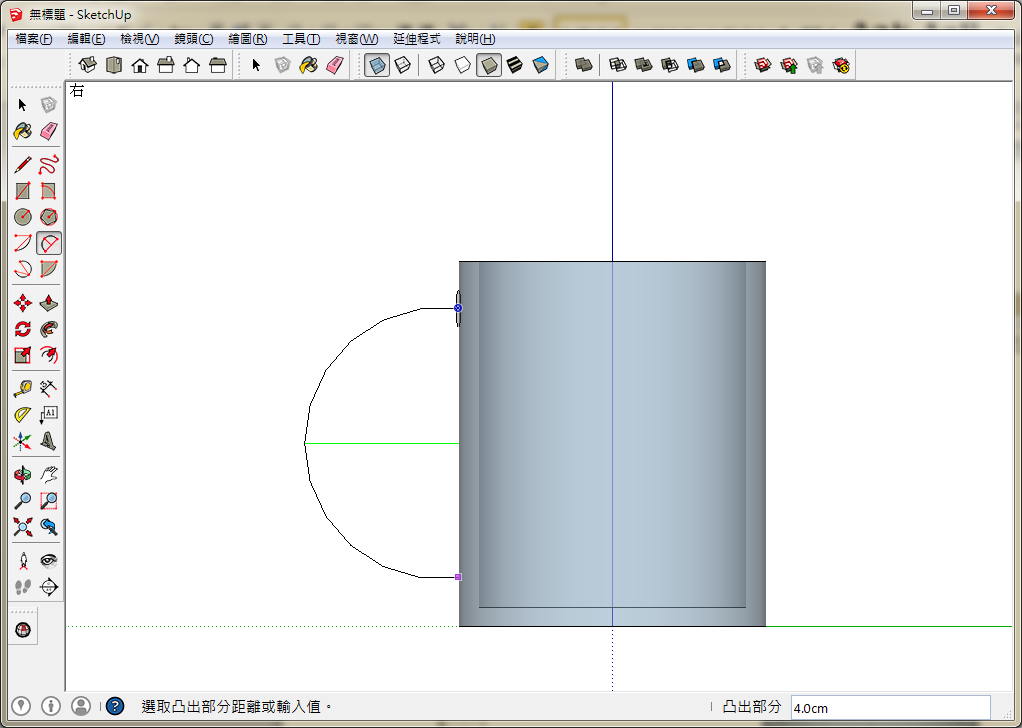 無標題 - SketchUp
檔案(F) 編輯(E) 檢視(V) 鏡頭(C) 繪圖(R) 工具(T) 視窗(W) 延伸程式 說明(H)
右
A1
選取凸出部分距離或輸入值。 凸出部分 4.0cm